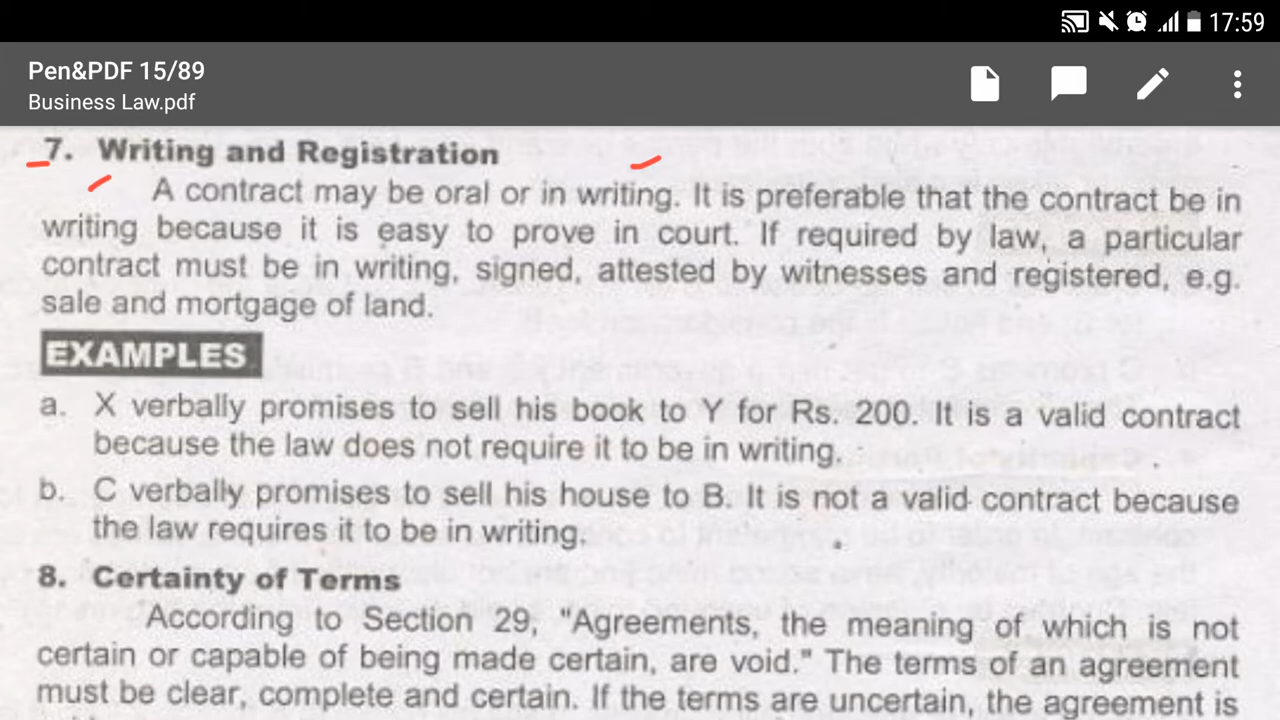 17:59
Pen&PDF 15/89
Business Law.pdf
7. Writing and Registration
A contract may be oral or in writing. It is preferable that the contract be in
writing because it is easy to prove in court. If required by law, a particular
contract must be in writing, signed, attested by witnesses and registered, e.g.
sale and mortgage of land.
EXAMPLES
a. X verbally promises to sell his book to Y for Rs. 200. It is a valid contract
because the law does not require it to be in writing.
b. C verbally promises to sell his house to B. It is not a valid contract because
the law requires it to be in writing.
8. Certainty of Terms
According to Section 29, "Agreements, the meaning of which is not
certain or capable of being made certain, are void." The terms of an agreement
must be clear, complete and certain. If the terms are uncertain, the agreement is